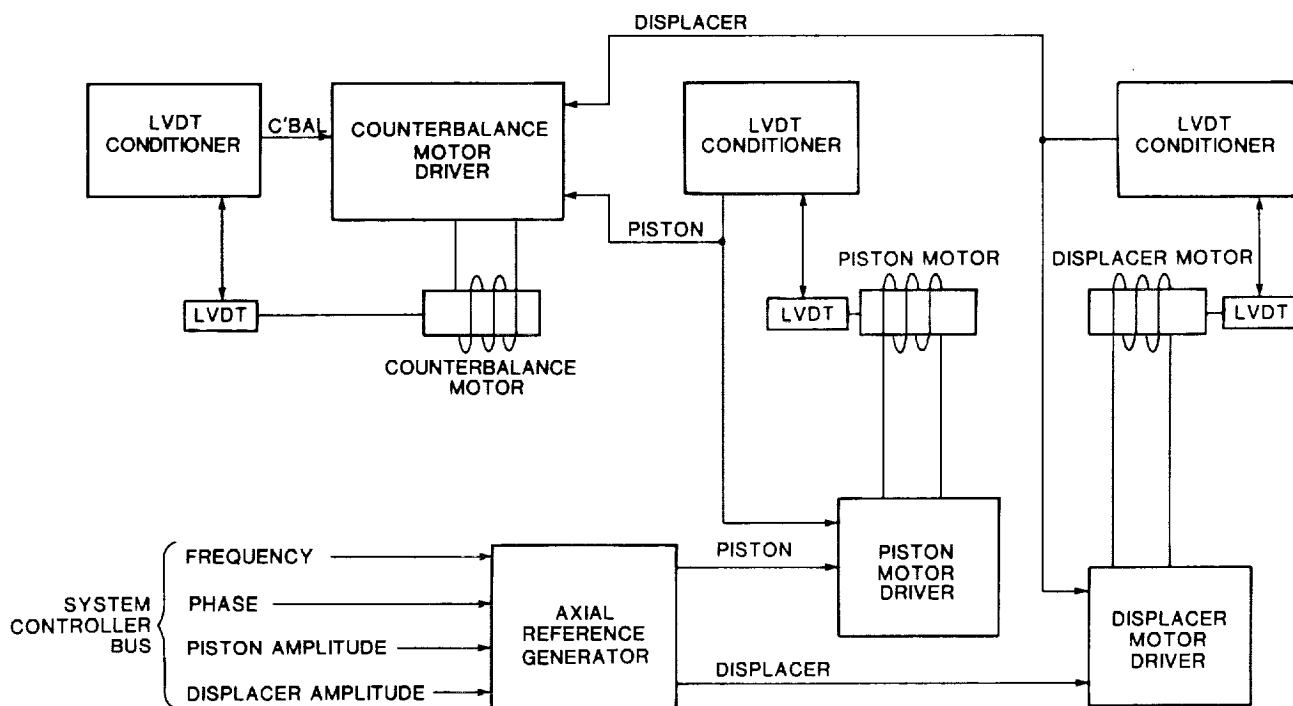 DISPLACER
LVDT
CONDITIONER
C'BAL
COUNTERBALANCE
MOTOR
DRIVER
LVDT
CONDITIONER
LVDT
CONDITIONER
PISTON
PISTON MOTOR
DISPLACER MOTOR
LVDT
LVDT
LVDT
COUNTERBALANCE
MOTOR
SYSTEM
CONTROLLER
BUS
FREQUENCY
PHASE
PISTON AMPLITUDE
DISPLACER AMPLITUDE
AXIAL
REFERENCE
GENERATOR
PISTON
PISTON
MOTOR
DRIVER
DISPLACER
DISPLACER
MOTOR
DRIVER